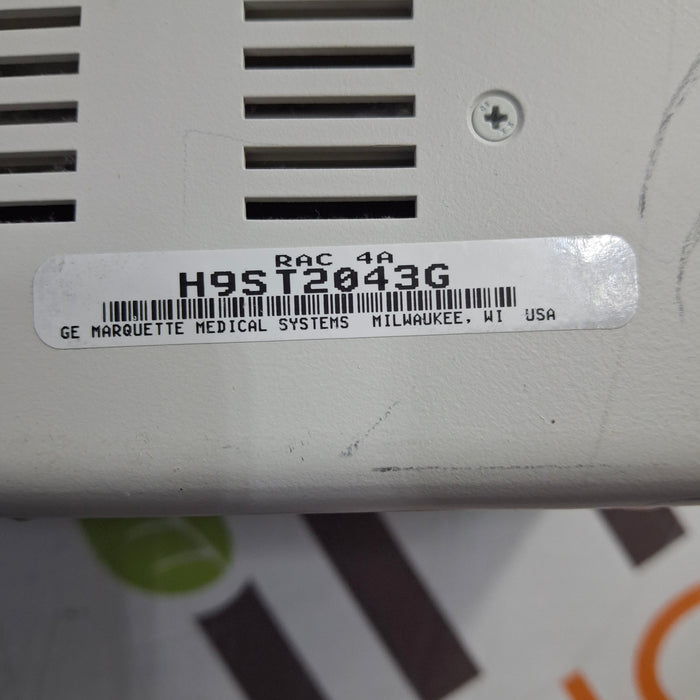 RAC 4A
H9ST2043G
GE MARQUETTE MEDICAL SYSTEMS MILWAUKEE, WI USA